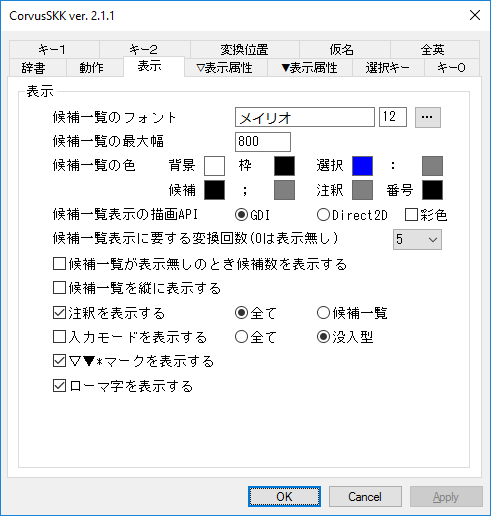 CorvusSKK ver. 2.1.1
キー1 キー2 変換位置 仮名 全英
辞書 動作 表示 ▽表示属性 ▼表示属性 選択キー キー0
表示
候補一覧のフォント メイリオ 12 ...
候補一覧の最大幅 800
候補一覧の色 背景 枠 選択 :
候補 ; 注釈 番号
候補一覧表示の描画API GDI Direct2D 彩色
候補一覧表示に要する変換回数(0は表示無し) 5
候補一覧が表示無しのとき候補数を表示する
候補一覧を縦に表示する
注釈を表示する 全て 候補一覧
入力モードを表示する 全て 没入型
▽▼*マークを表示する
ローマ字を表示する
OK Cancel Apply